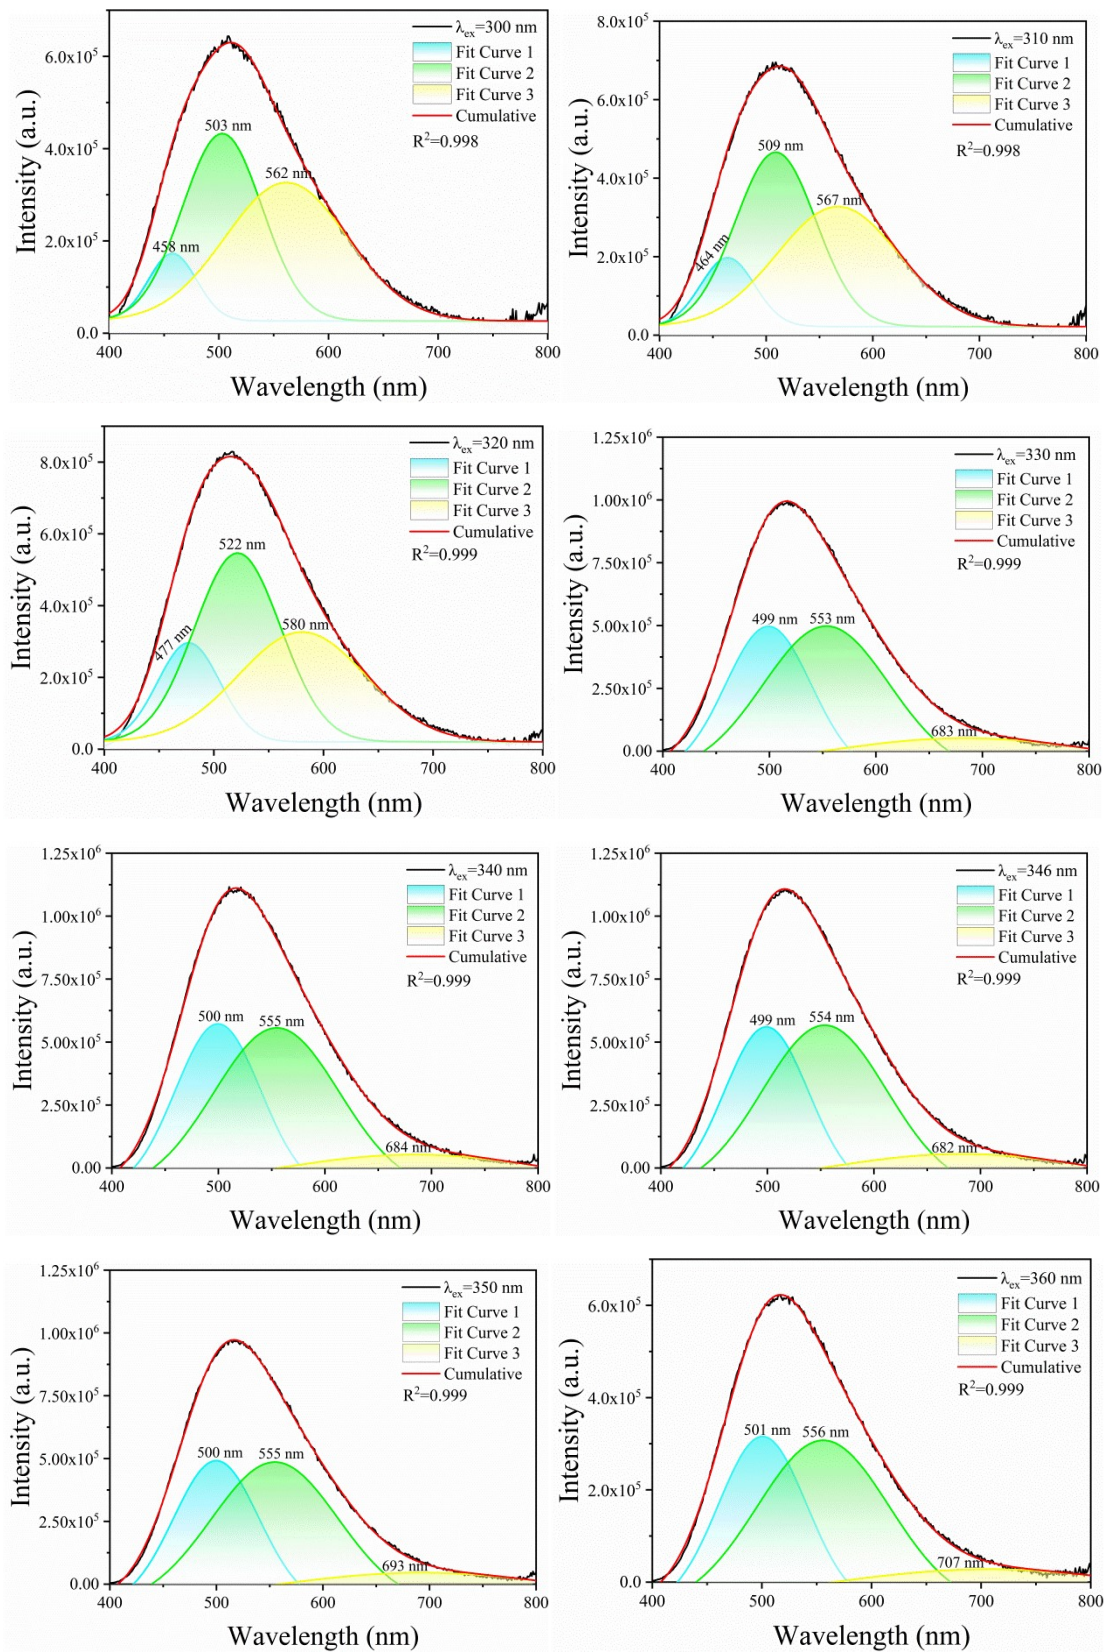 λex=300 nm
Fit Curve 1
Fit Curve 2
Fit Curve 3
Cumulative
R²=0.998
6.0x10⁵
4.0x10⁵
2.0x10⁵
0.0
503 nm
562 nm
458 nm
400 500 600 700 800
Intensity (a.u.)
Wavelength (nm)
λex=310 nm
Fit Curve 1
Fit Curve 2
Fit Curve 3
Cumulative
R²=0.998
8.0x10⁵
6.0x10⁵
4.0x10⁵
2.0x10⁵
0.0
509 nm
567 nm
464 nm
400 500 600 700 800
Intensity (a.u.)
Wavelength (nm)
λex=320 nm
Fit Curve 1
Fit Curve 2
Fit Curve 3
Cumulative
R²=0.999
8.0x10⁵
6.0x10⁵
4.0x10⁵
2.0x10⁵
0.0
522 nm
580 nm
477 nm
400 500 600 700 800
Intensity (a.u.)
Wavelength (nm)
λex=330 nm
Fit Curve 1
Fit Curve 2
Fit Curve 3
Cumulative
R²=0.999
1.25x10⁶
1.00x10⁶
7.50x10⁵
5.00x10⁵
2.50x10⁵
0.00
499 nm
553 nm
683 nm
400 500 600 700 800
Intensity (a.u.)
Wavelength (nm)
λex=340 nm
Fit Curve 1
Fit Curve 2
Fit Curve 3
Cumulative
R²=0.999
1.25x10⁶
1.00x10⁶
7.50x10⁵
5.00x10⁵
2.50x10⁵
0.00
500 nm
555 nm
684 nm
400 500 600 700 800
Intensity (a.u.)
Wavelength (nm)
λex=346 nm
Fit Curve 1
Fit Curve 2
Fit Curve 3
Cumulative
R²=0.999
1.25x10⁶
1.00x10⁶
7.50x10⁵
5.00x10⁵
2.50x10⁵
0.00
499 nm
554 nm
682 nm
400 500 600 700 800
Intensity (a.u.)
Wavelength (nm)
λex=350 nm
Fit Curve 1
Fit Curve 2
Fit Curve 3
Cumulative
R²=0.999
1.25x10⁶
1.00x10⁶
7.50x10⁵
5.00x10⁵
2.50x10⁵
0.00
500 nm
555 nm
693 nm
400 500 600 700 800
Intensity (a.u.)
Wavelength (nm)
λex=360 nm
Fit Curve 1
Fit Curve 2
Fit Curve 3
Cumulative
R²=0.999
6.0x10⁵
4.0x10⁵
2.0x10⁵
0.0
501 nm
556 nm
707 nm
400 500 600 700 800
Intensity (a.u.)
Wavelength (nm)